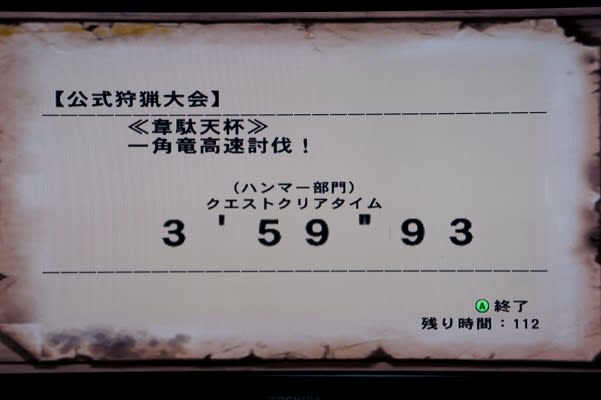 【公式狩猟大会】
≪韋駄天杯≫
一角竜高速討伐！
（ハンマー部門）
クエストクリアタイム
3'59"93
Ⓐ終了
残り時間：112
TOSHIBA